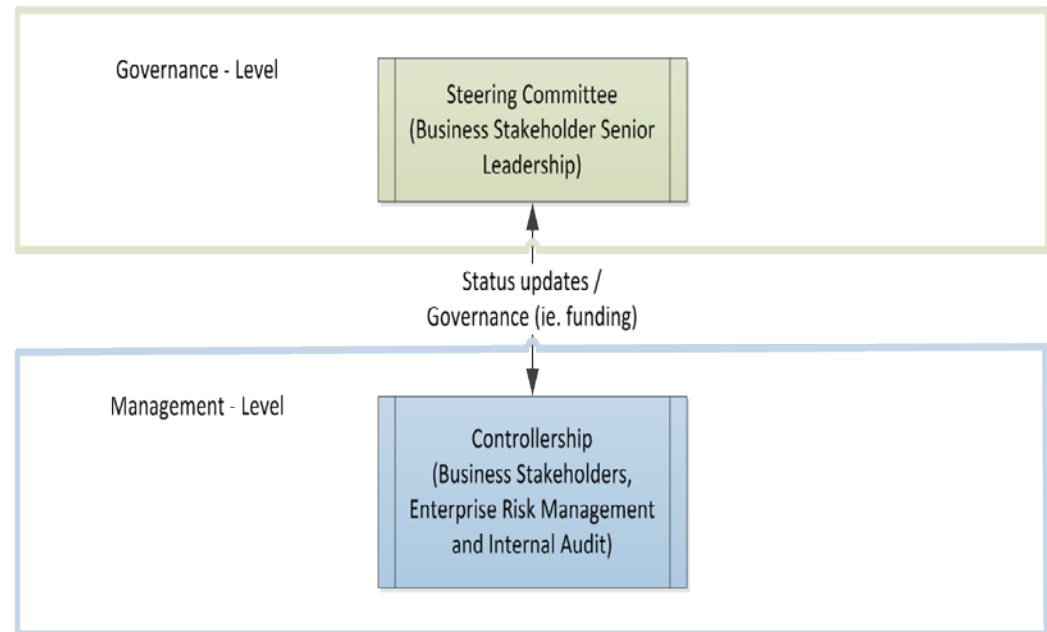 Governance - Level
Steering Committee
(Business Stakeholder Senior
Leadership)
Status updates /
Governance (ie. funding)
Management - Level
Controllership
(Business Stakeholders,
Enterprise Risk Management
and Internal Audit)